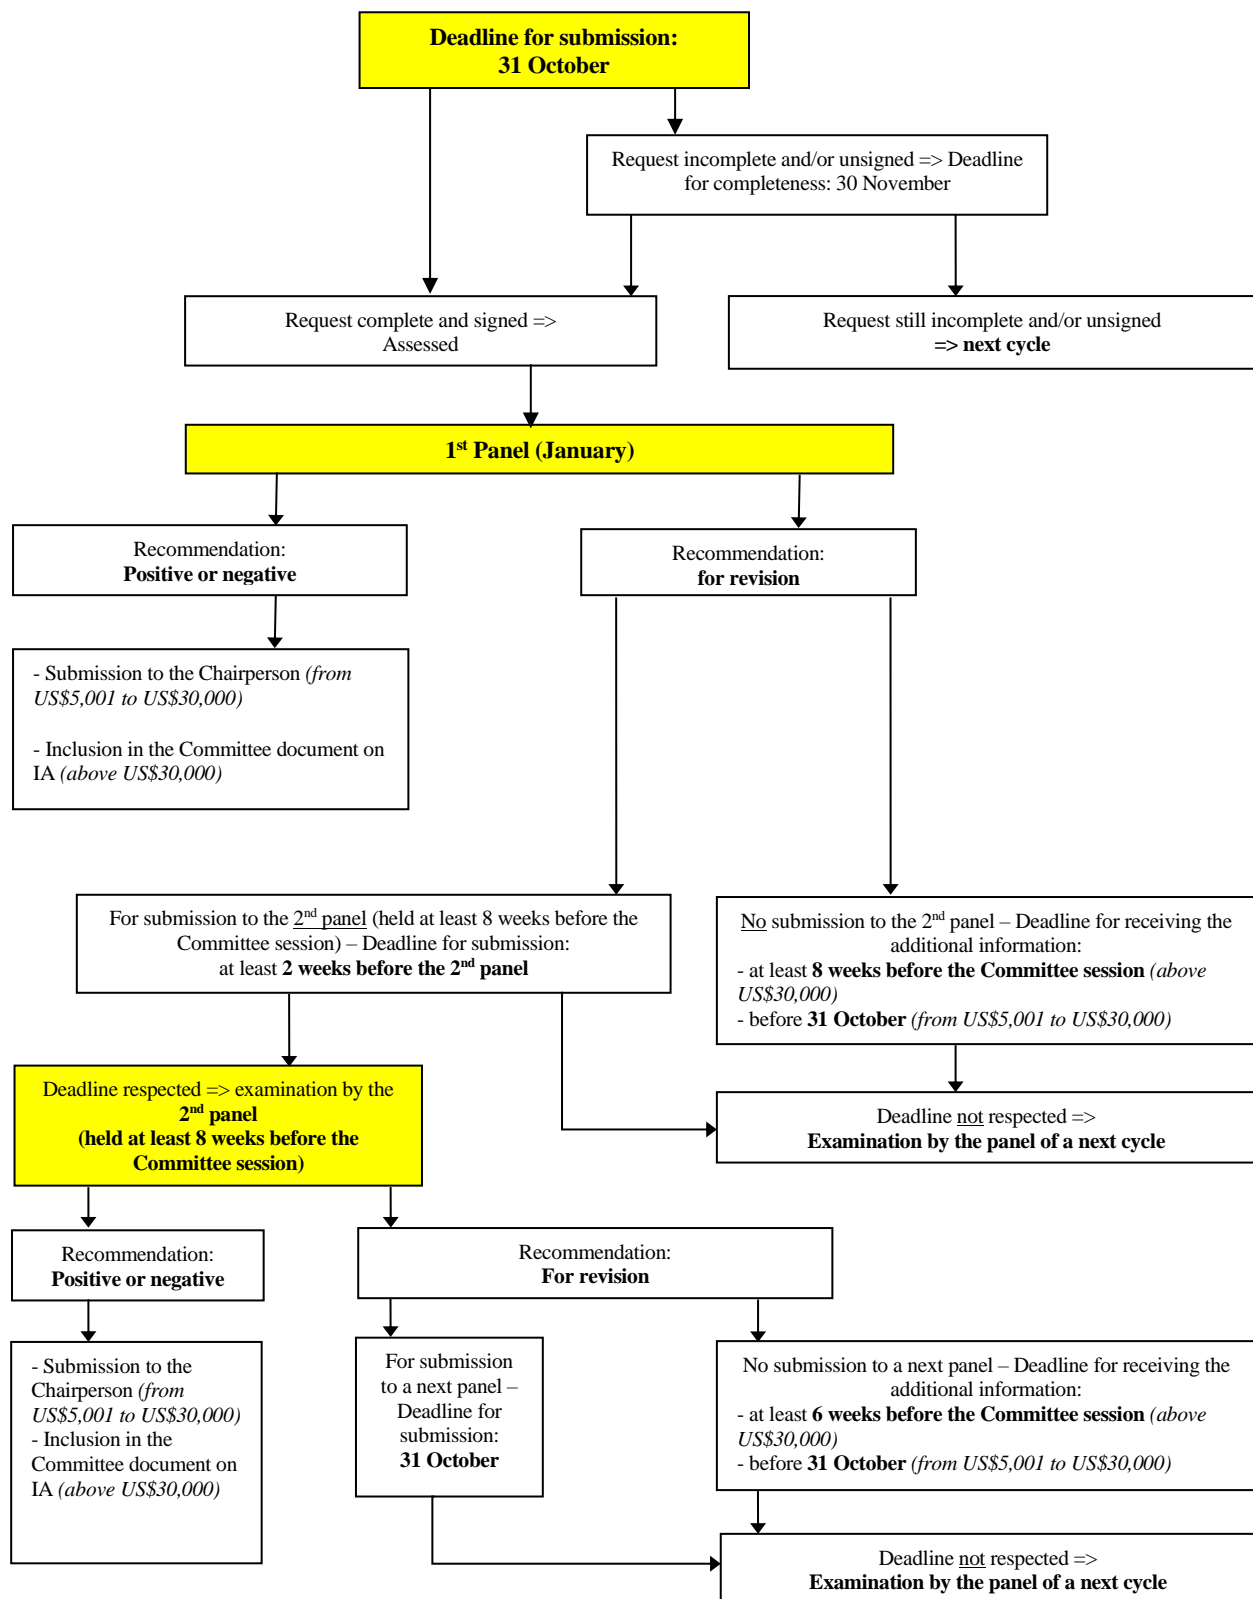 Deadline for submission:
31 October
Request incomplete and/or unsigned => Deadline
for completeness: 30 November
Request complete and signed =>
Assessed
Request still incomplete and/or unsigned
=> next cycle
1st Panel (January)
Recommendation:
Positive or negative
Recommendation:
for revision
- Submission to the Chairperson (from
US$5,001 to US$30,000)
- Inclusion in the Committee document on
IA (above US$30,000)
For submission to the 2nd panel (held at least 8 weeks before the
Committee session) – Deadline for submission:
at least 2 weeks before the 2nd panel
No submission to the 2nd panel – Deadline for receiving the
additional information:
- at least 8 weeks before the Committee session (above
US$30,000)
- before 31 October (from US$5,001 to US$30,000)
Deadline respected => examination by the
2nd panel
(held at least 8 weeks before the
Committee session)
Deadline not respected =>
Examination by the panel of a next cycle
Recommendation:
Positive or negative
Recommendation:
For revision
- Submission to the
Chairperson (from
US$5,001 to US$30,000)
- Inclusion in the
Committee document on
IA (above US$30,000)
For submission
to a next panel –
Deadline for
submission:
31 October
No submission to a next panel – Deadline for receiving the
additional information:
- at least 6 weeks before the Committee session (above
US$30,000)
- before 31 October (from US$5,001 to US$30,000)
Deadline not respected =>
Examination by the panel of a next cycle